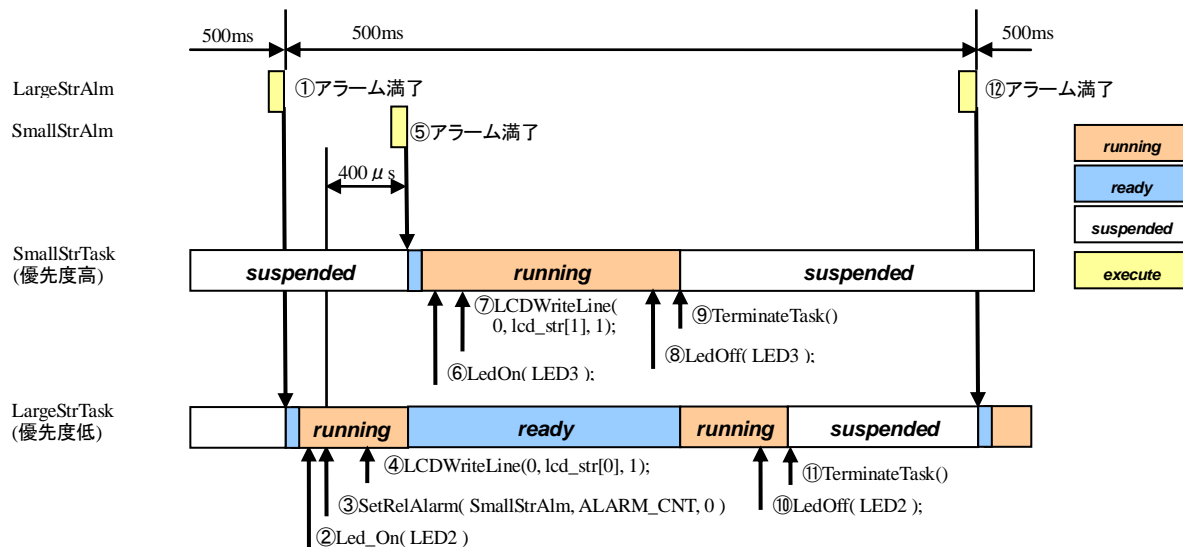 500ms
500ms
500ms
LargeStrAlm
①アラーム満了
⑫アラーム満了
SmallStrAlm
⑤アラーム満了
running
400μs
ready
suspended
SmallStrTask
(優先度高)
suspended
running
suspended
execute
⑦LCDWriteLine(
0, lcd_str[1], 1);
⑨TerminateTask()
⑧LedOff( LED3 );
⑥LedOn( LED3 );
LargeStrTask
(優先度低)
running
ready
running
suspended
④LCDWriteLine(0, lcd_str[0], 1);
⑪TerminateTask()
③SetRelAlarm( SmallStrAlm, ALARM_CNT, 0 )
⑩LedOff( LED2 );
②Led_On( LED2 )